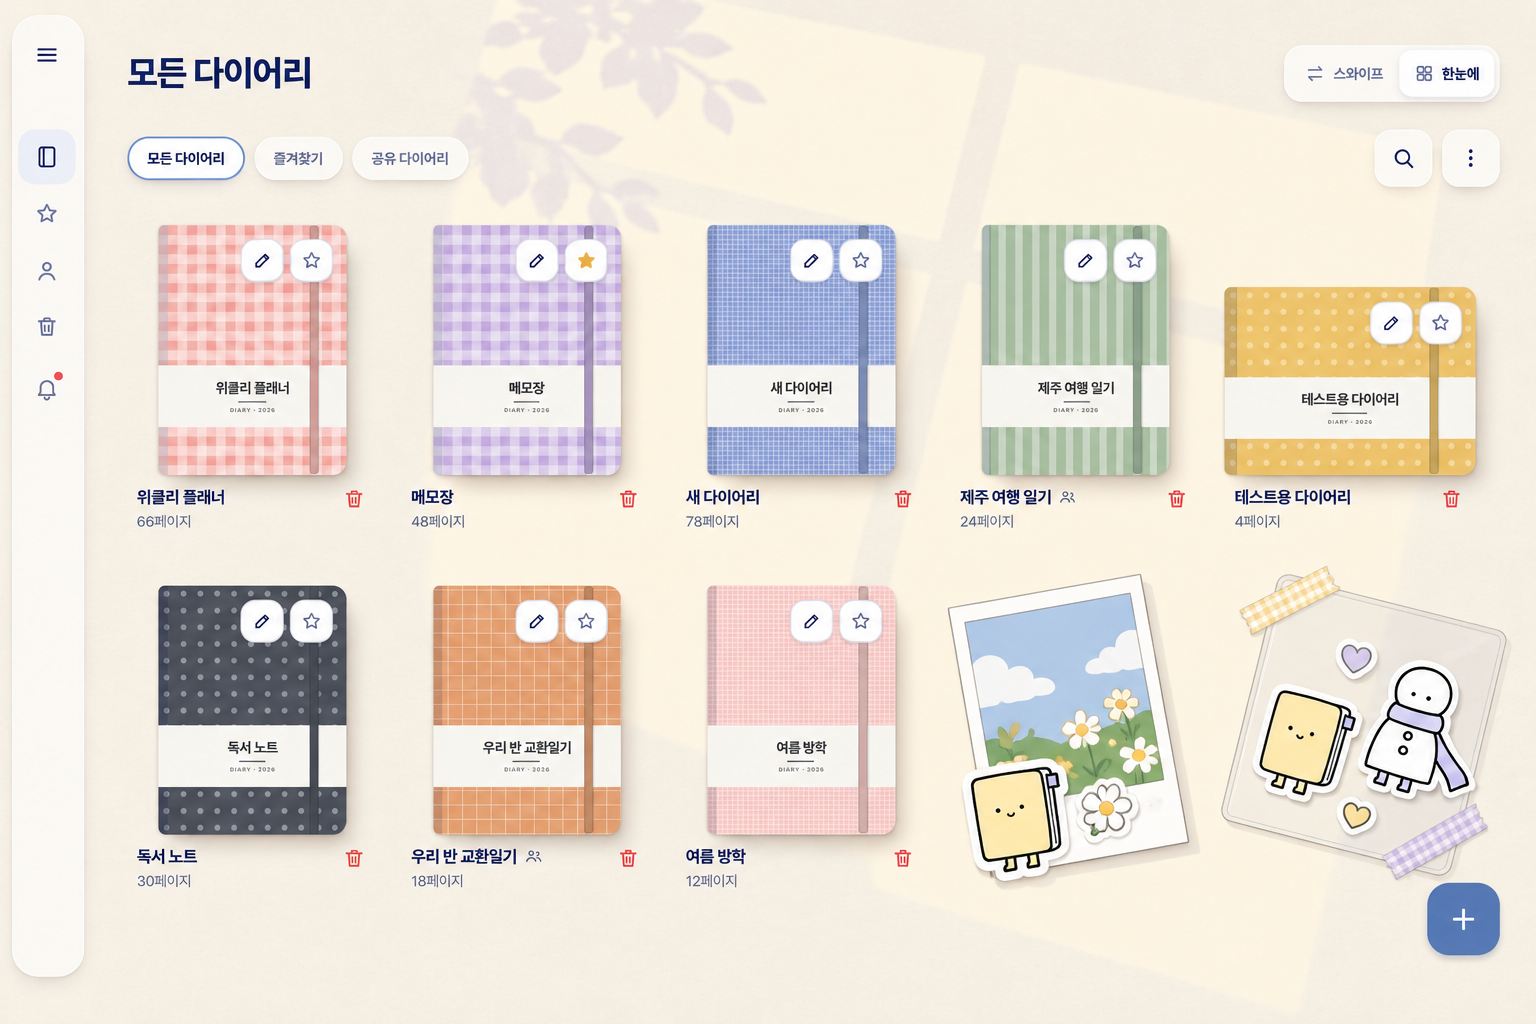 모든 다이어리
스와이프
한눈에
모든 다이어리
즐겨찾기
공유 다이어리
위클리 플래너
DIARY · 2026
메모장
DIARY · 2026
새 다이어리
DIARY · 2026
제주 여행 일기
DIARY · 2026
테스트용 다이어리
DIARY · 2026
위클리 플래너
66페이지
메모장
48페이지
새 다이어리
78페이지
제주 여행 일기
24페이지
테스트용 다이어리
4페이지
독서 노트
DIARY · 2026
우리 반 교환일기
DIARY · 2026
여름 방학
DIARY · 2026
독서 노트
30페이지
우리 반 교환일기
18페이지
여름 방학
12페이지